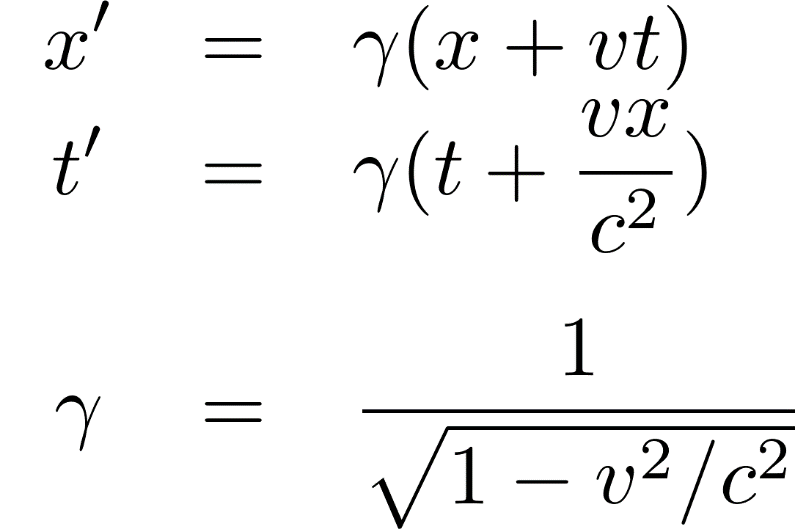 x′ = γ(x + vt)
t′ = γ(t + vx/c²)
γ = 1/√(1 − v²/c²)